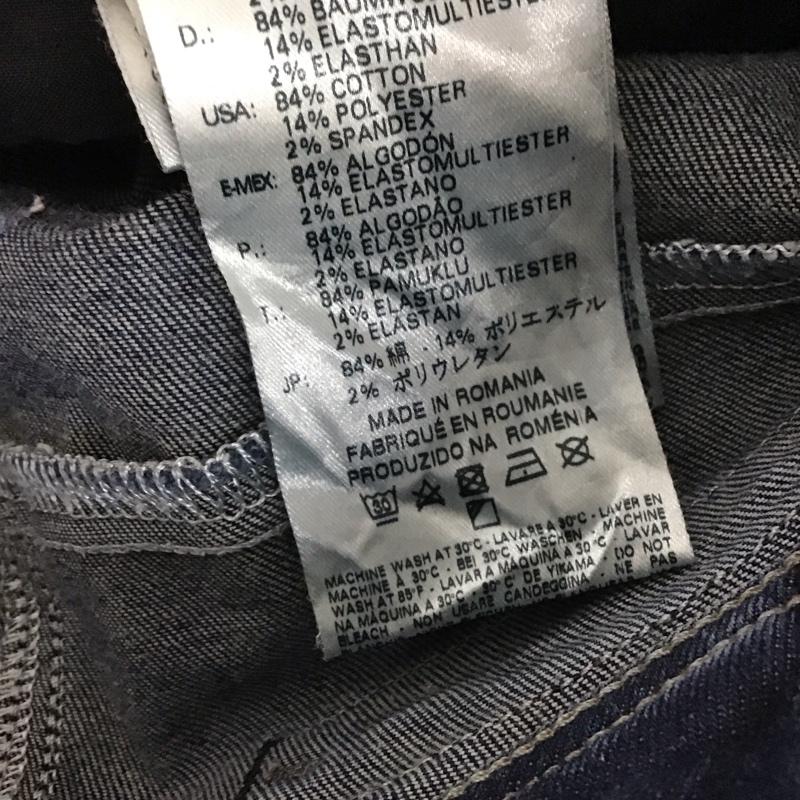 D.: 84% BAUMWO
14% ELASTOMULTIESTER
2% ELASTHAN
USA: 84% COTTON
14% POLYESTER
2% SPANDEX
E-MEX: 84% ALGODÓN
14% ELASTOMULTIESTER
2% ELASTANO
P.: 84% ALGODÃO
14% ELASTOMULTIESTER
2% ELASTANO
T.: 84% PAMUKLU
14% ELASTOMULTIESTER
2% ELASTAN
JP: 84% 綿 · 14% ポリエステル
2% ポリウレタン
MADE IN ROMANIA
FABRIQUÉ EN ROUMANIE
PRODUZIDO NA ROMÉNIA
30
MACHINE WASH AT 30°C - LAVARE A 30°C - LAVER EN
MACHINE À 30°C - BEI 30°C WASCHEN - MACHINE
WASH AT 85°F - LAVAR A MÁQUINA A 30°C - LAVAR
NA MÁQUINA A 30°C - 30°C' DE YIKAMA - DO NOT
BLEACH - NON USARE CANDEGGINA - NE PAS